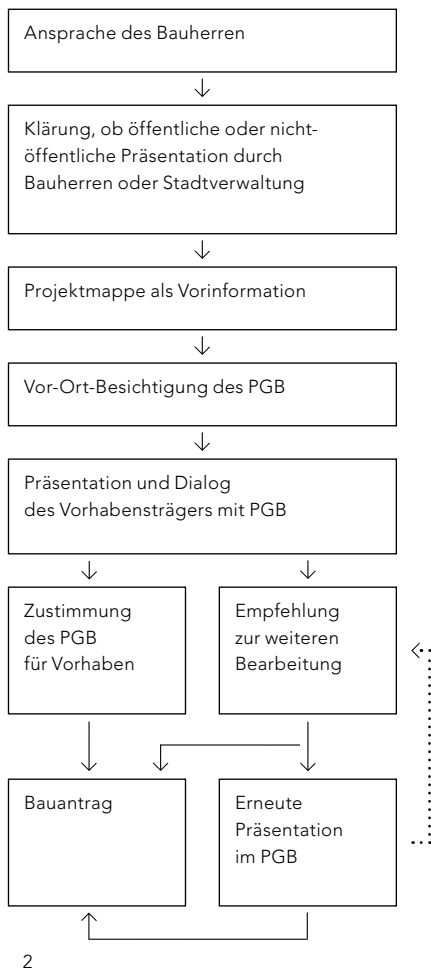 Ansprache des Bauherren
Klärung, ob öffentliche oder nicht-
öffentliche Präsentation durch
Bauherren oder Stadtverwaltung
Projektmappe als Vorinformation
Vor-Ort-Besichtigung des PGB
Präsentation und Dialog
des Vorhabensträgers mit PGB
Zustimmung
des PGB
für Vorhaben
Empfehlung
zur weiteren
Bearbeitung
Bauantrag
Erneute
Präsentation
im PGB
2